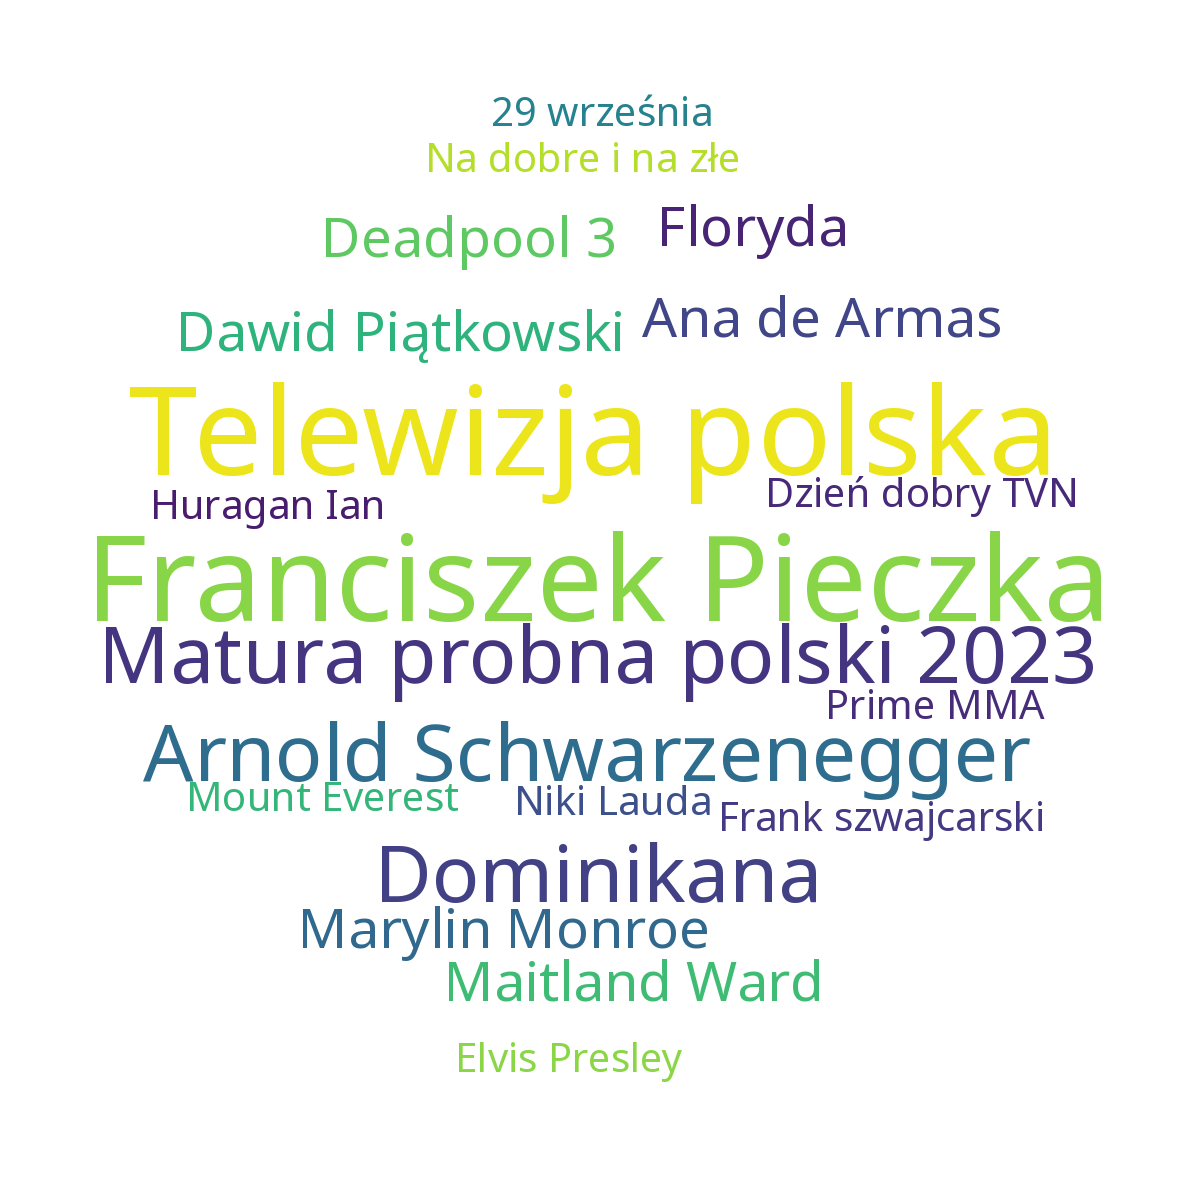 29 września
Na dobre i na złe
Deadpool 3
Floryda
Dawid Piątkowski
Ana de Armas
Telewizja polska
Huragan Ian
Dzień dobry TVN
Franciszek Pieczka
Matura probna polski 2023
Prime MMA
Arnold Schwarzenegger
Mount Everest
Niki Lauda
Frank szwajcarski
Dominikana
Marylin Monroe
Maitland Ward
Elvis Presley